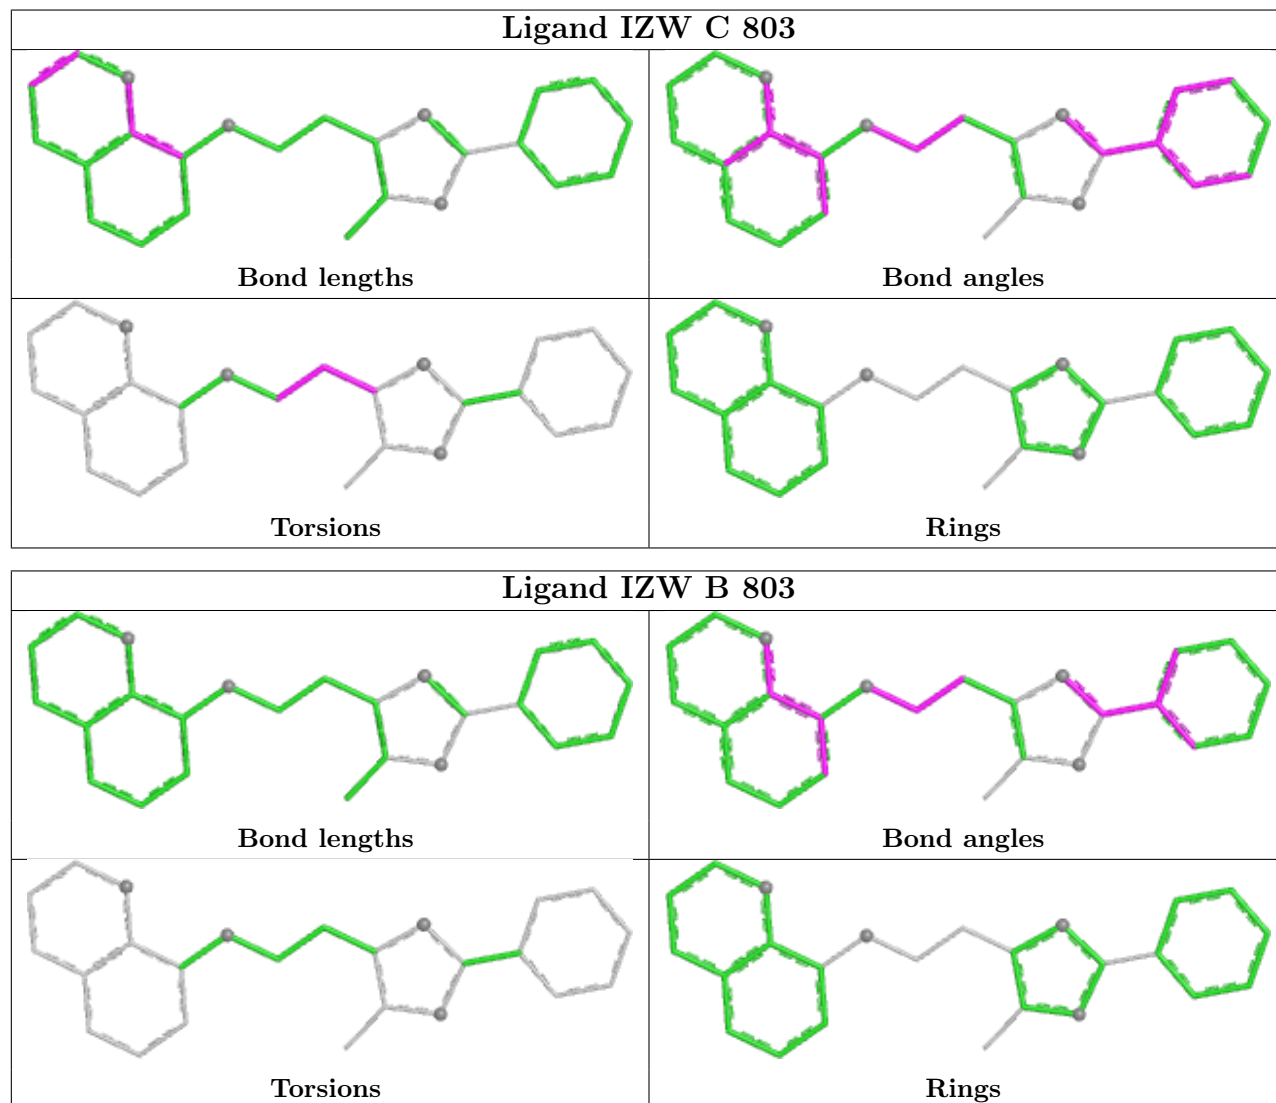 Ligand IZW C 803
Bond lengths
Bond angles
Torsions
Rings
Ligand IZW B 803
Bond lengths
Bond angles
Torsions
Rings